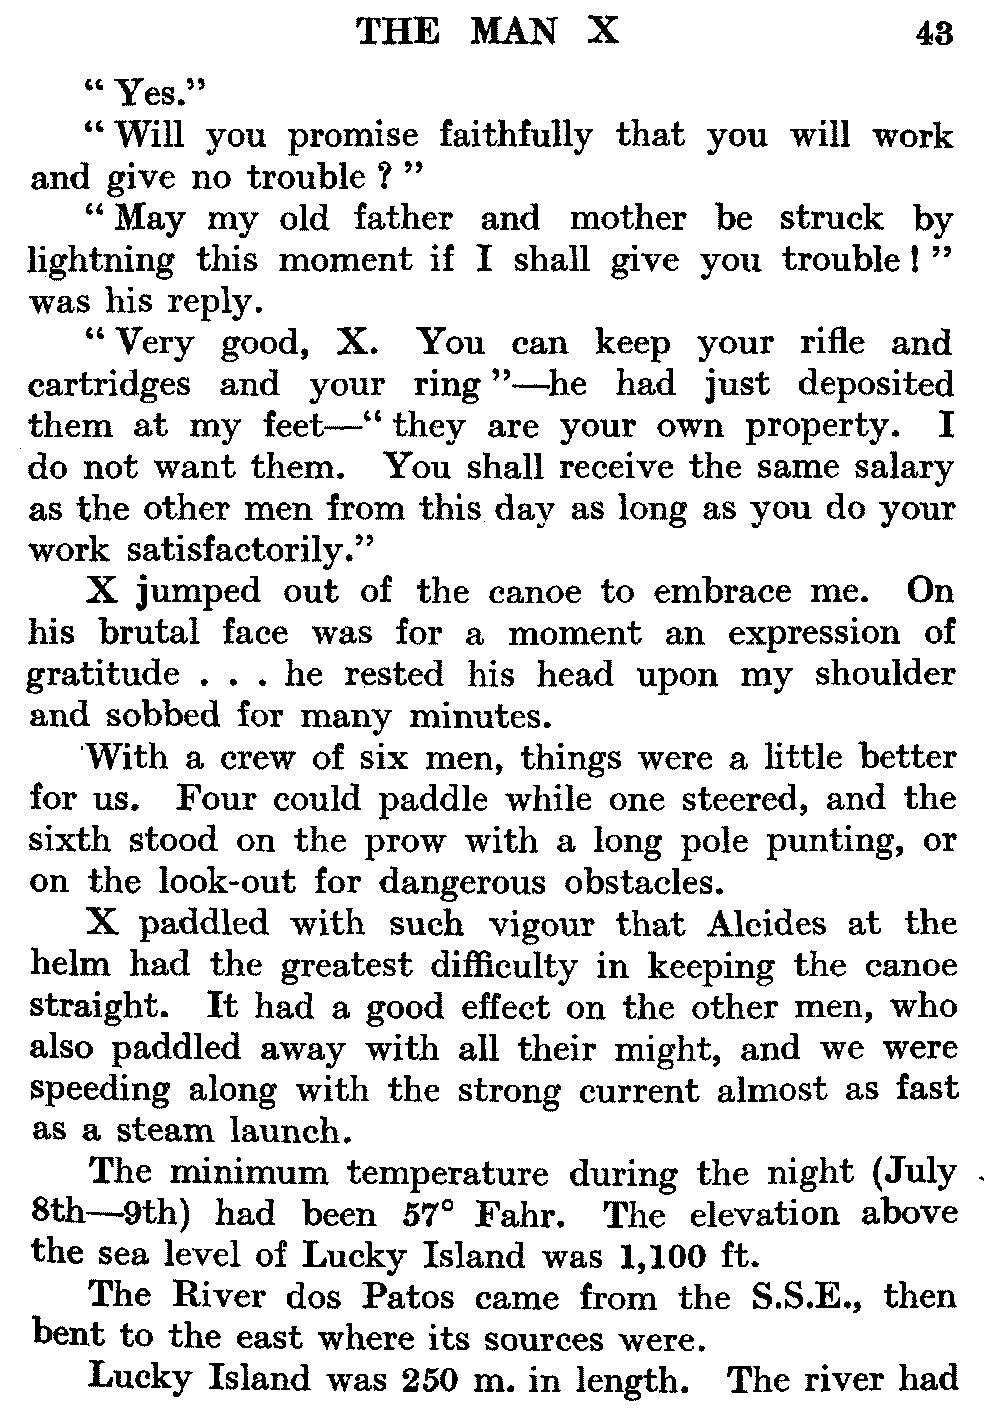 THE MAN X 43
“ Yes.”
“ Will you promise faithfully that you will work
and give no trouble ? ”
“ May my old father and mother be struck by
lightning this moment if I shall give you trouble ! ”
was his reply.
“ Very good, X. You can keep your rifle and
cartridges and your ring ”—he had just deposited
them at my feet—“ they are your own property. I
do not want them. You shall receive the same salary
as the other men from this day as long as you do your
work satisfactorily.”
X jumped out of the canoe to embrace me. On
his brutal face was for a moment an expression of
gratitude . . . he rested his head upon my shoulder
and sobbed for many minutes.
With a crew of six men, things were a little better
for us. Four could paddle while one steered, and the
sixth stood on the prow with a long pole punting, or
on the look-out for dangerous obstacles.
X paddled with such vigour that Alcides at the
helm had the greatest difficulty in keeping the canoe
straight. It had a good effect on the other men, who
also paddled away with all their might, and we were
speeding along with the strong current almost as fast
as a steam launch.
The minimum temperature during the night (July
8th—9th) had been 57° Fahr. The elevation above
the sea level of Lucky Island was 1,100 ft.
The River dos Patos came from the S.S.E., then
bent to the east where its sources were.
Lucky Island was 250 m. in length. The river had